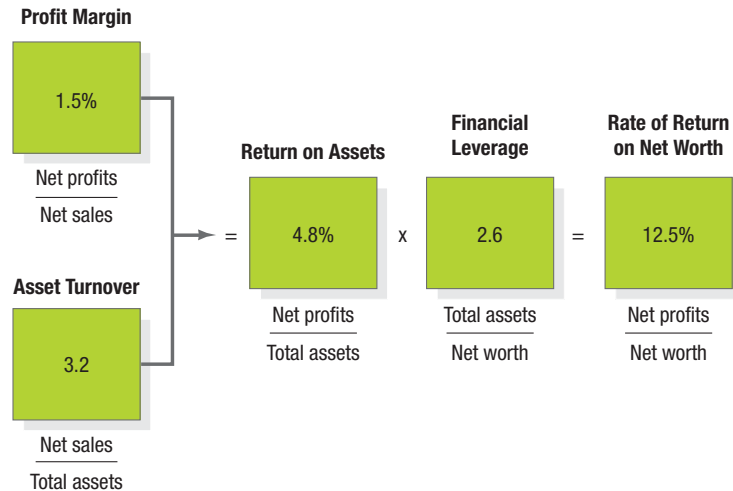 Profit Margin
1.5%
Net profits
Net sales
Asset Turnover
3.2
Net sales
Total assets
=
Return on Assets
4.8%
Net profits
Total assets
x
Financial
Leverage
2.6
Total assets
Net worth
=
Rate of Return
on Net Worth
12.5%
Net profits
Net worth